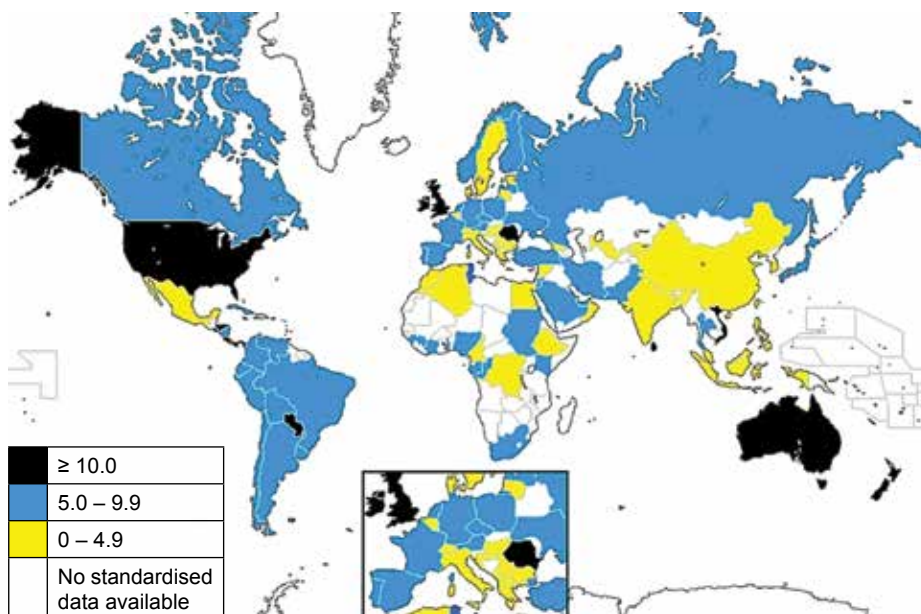 ≥ 10.0
5.0 – 9.9
0 – 4.9
No standardised
data available